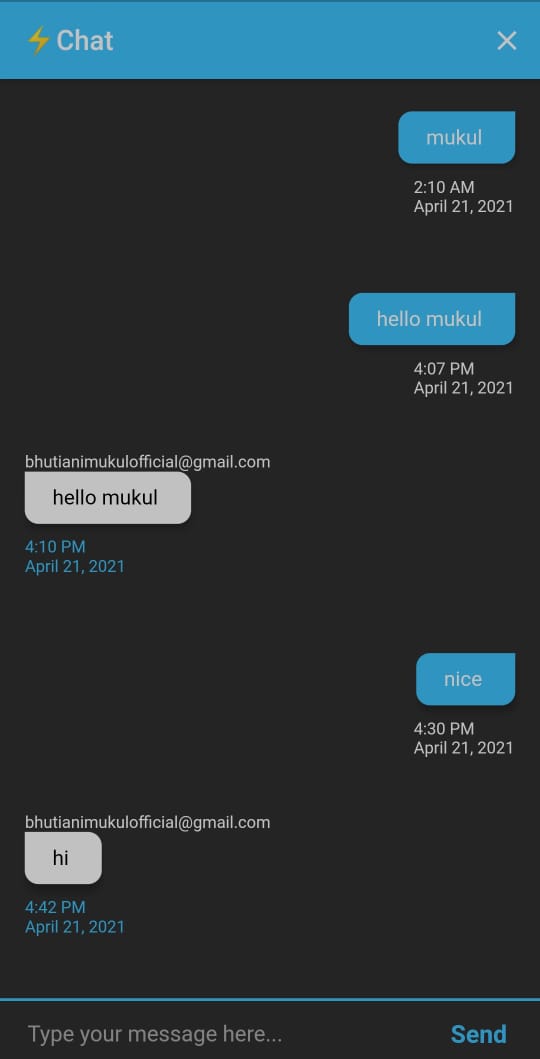 ⚡Chat
mukul
2:10 AM
April 21, 2021
hello mukul
4:07 PM
April 21, 2021
bhutianimukulofficial@gmail.com
hello mukul
4:10 PM
April 21, 2021
nice
4:30 PM
April 21, 2021
bhutianimukulofficial@gmail.com
hi
4:42 PM
April 21, 2021
Type your message here... Send